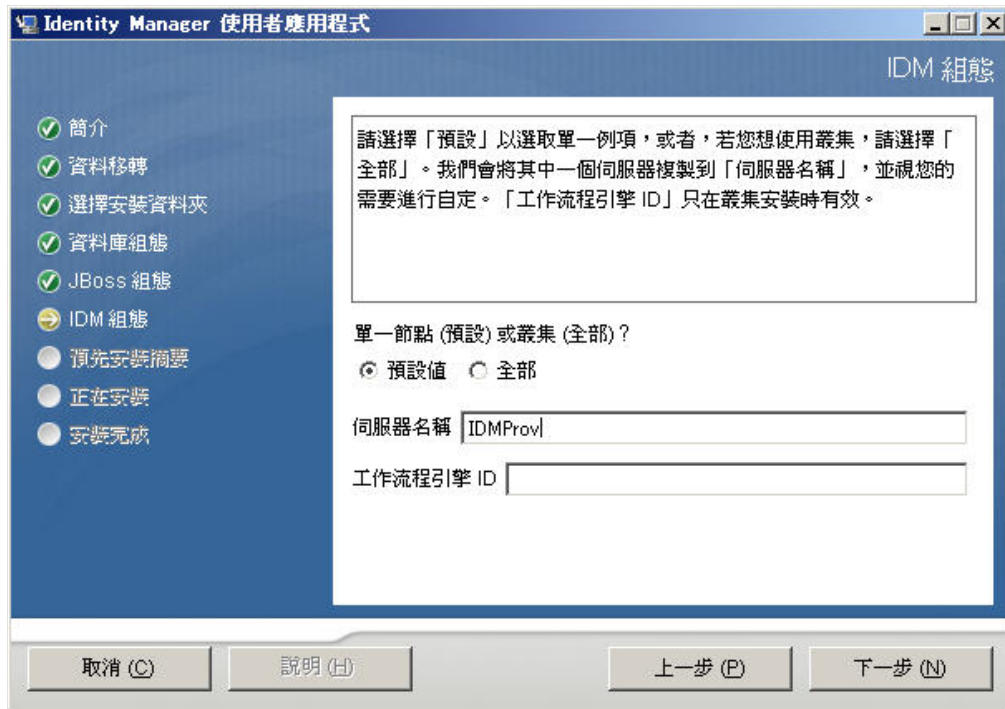 Identity Manager 使用者應用程式
IDM 組態
簡介
資料移轉
選擇安裝資料夾
資料庫組態
JBoss 組態
IDM 組態
預先安裝摘要
正在安裝
安裝完成
請選擇「預設」以選取單一例項，或者，若您想使用叢集，請選擇「
全部」。我們會將其中一個伺服器複製到「伺服器名稱」，並視您的
需要進行自定。「工作流程引擎 ID」只在叢集安裝時有效。
單一節點 (預設) 或叢集 (全部)？
預設值 全部
伺服器名稱 IDMProv
工作流程引擎 ID
取消 (C) 說明 (H) 上一步 (P) 下一步 (N)